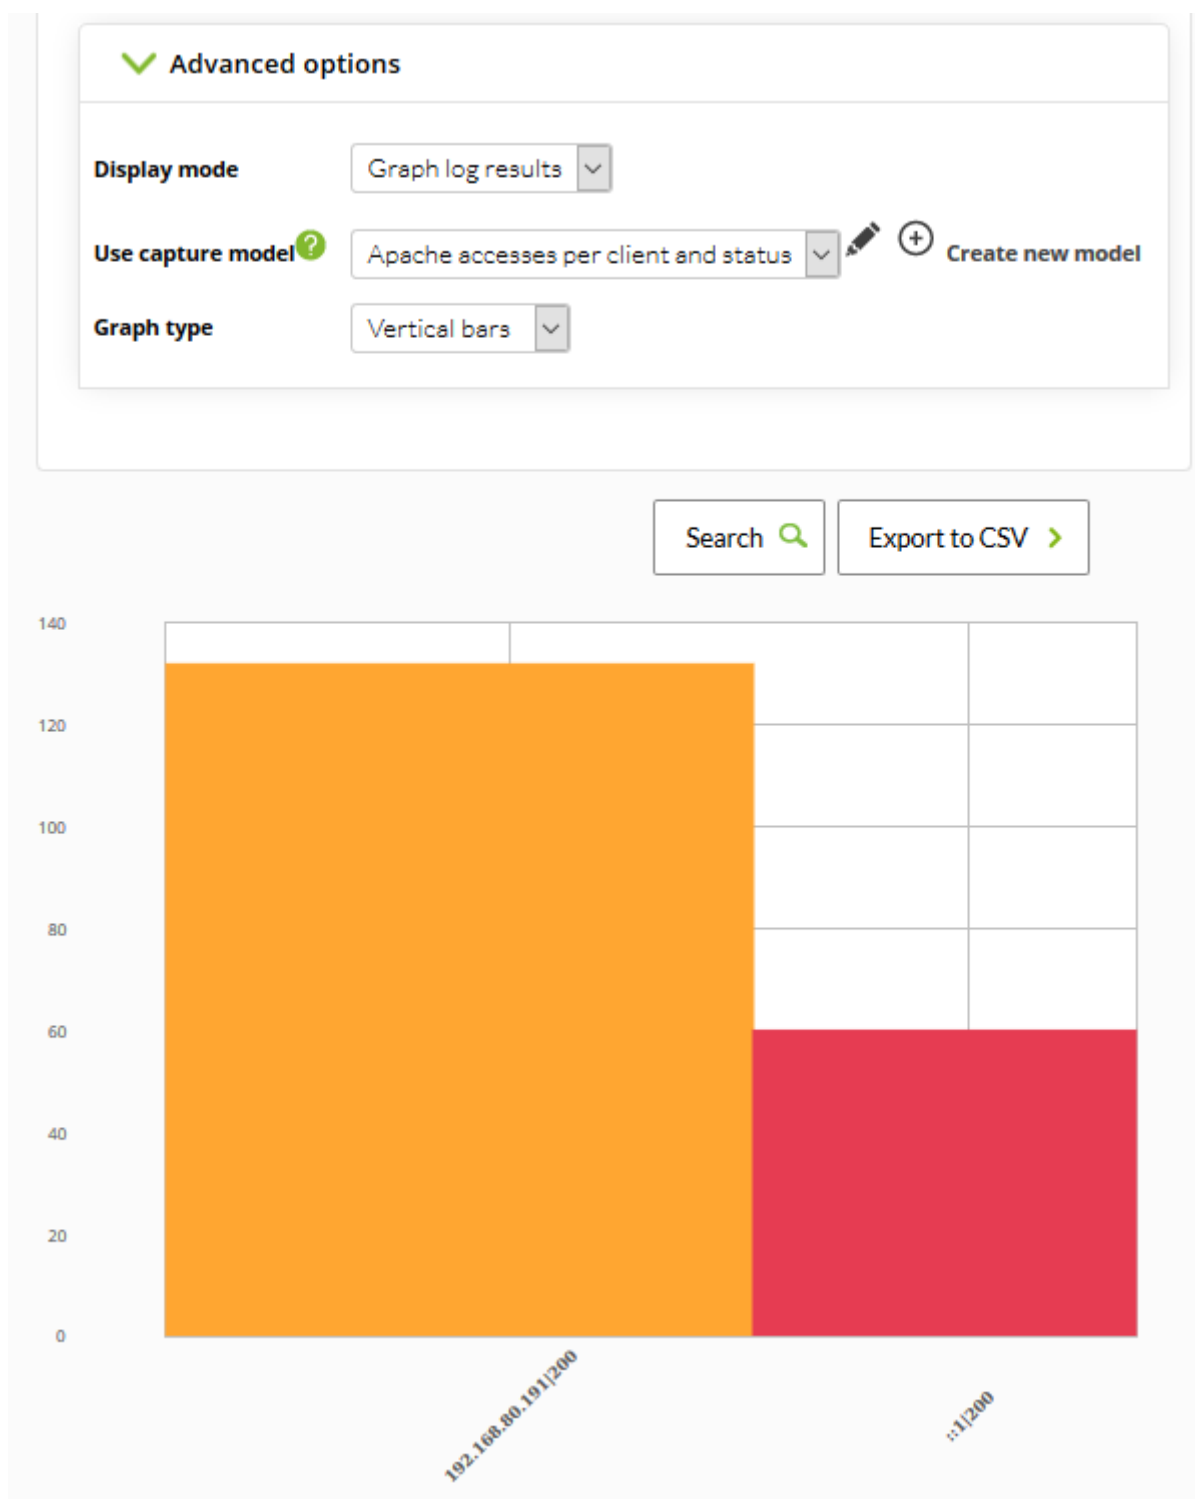 Advanced options
Display mode
Graph log results
Use capture model?
Apache accesses per client and status
Create new model
Graph type
Vertical bars
Search
Export to CSV
140
120
100
80
60
40
20
0
192.168.80.191|200
::1|200